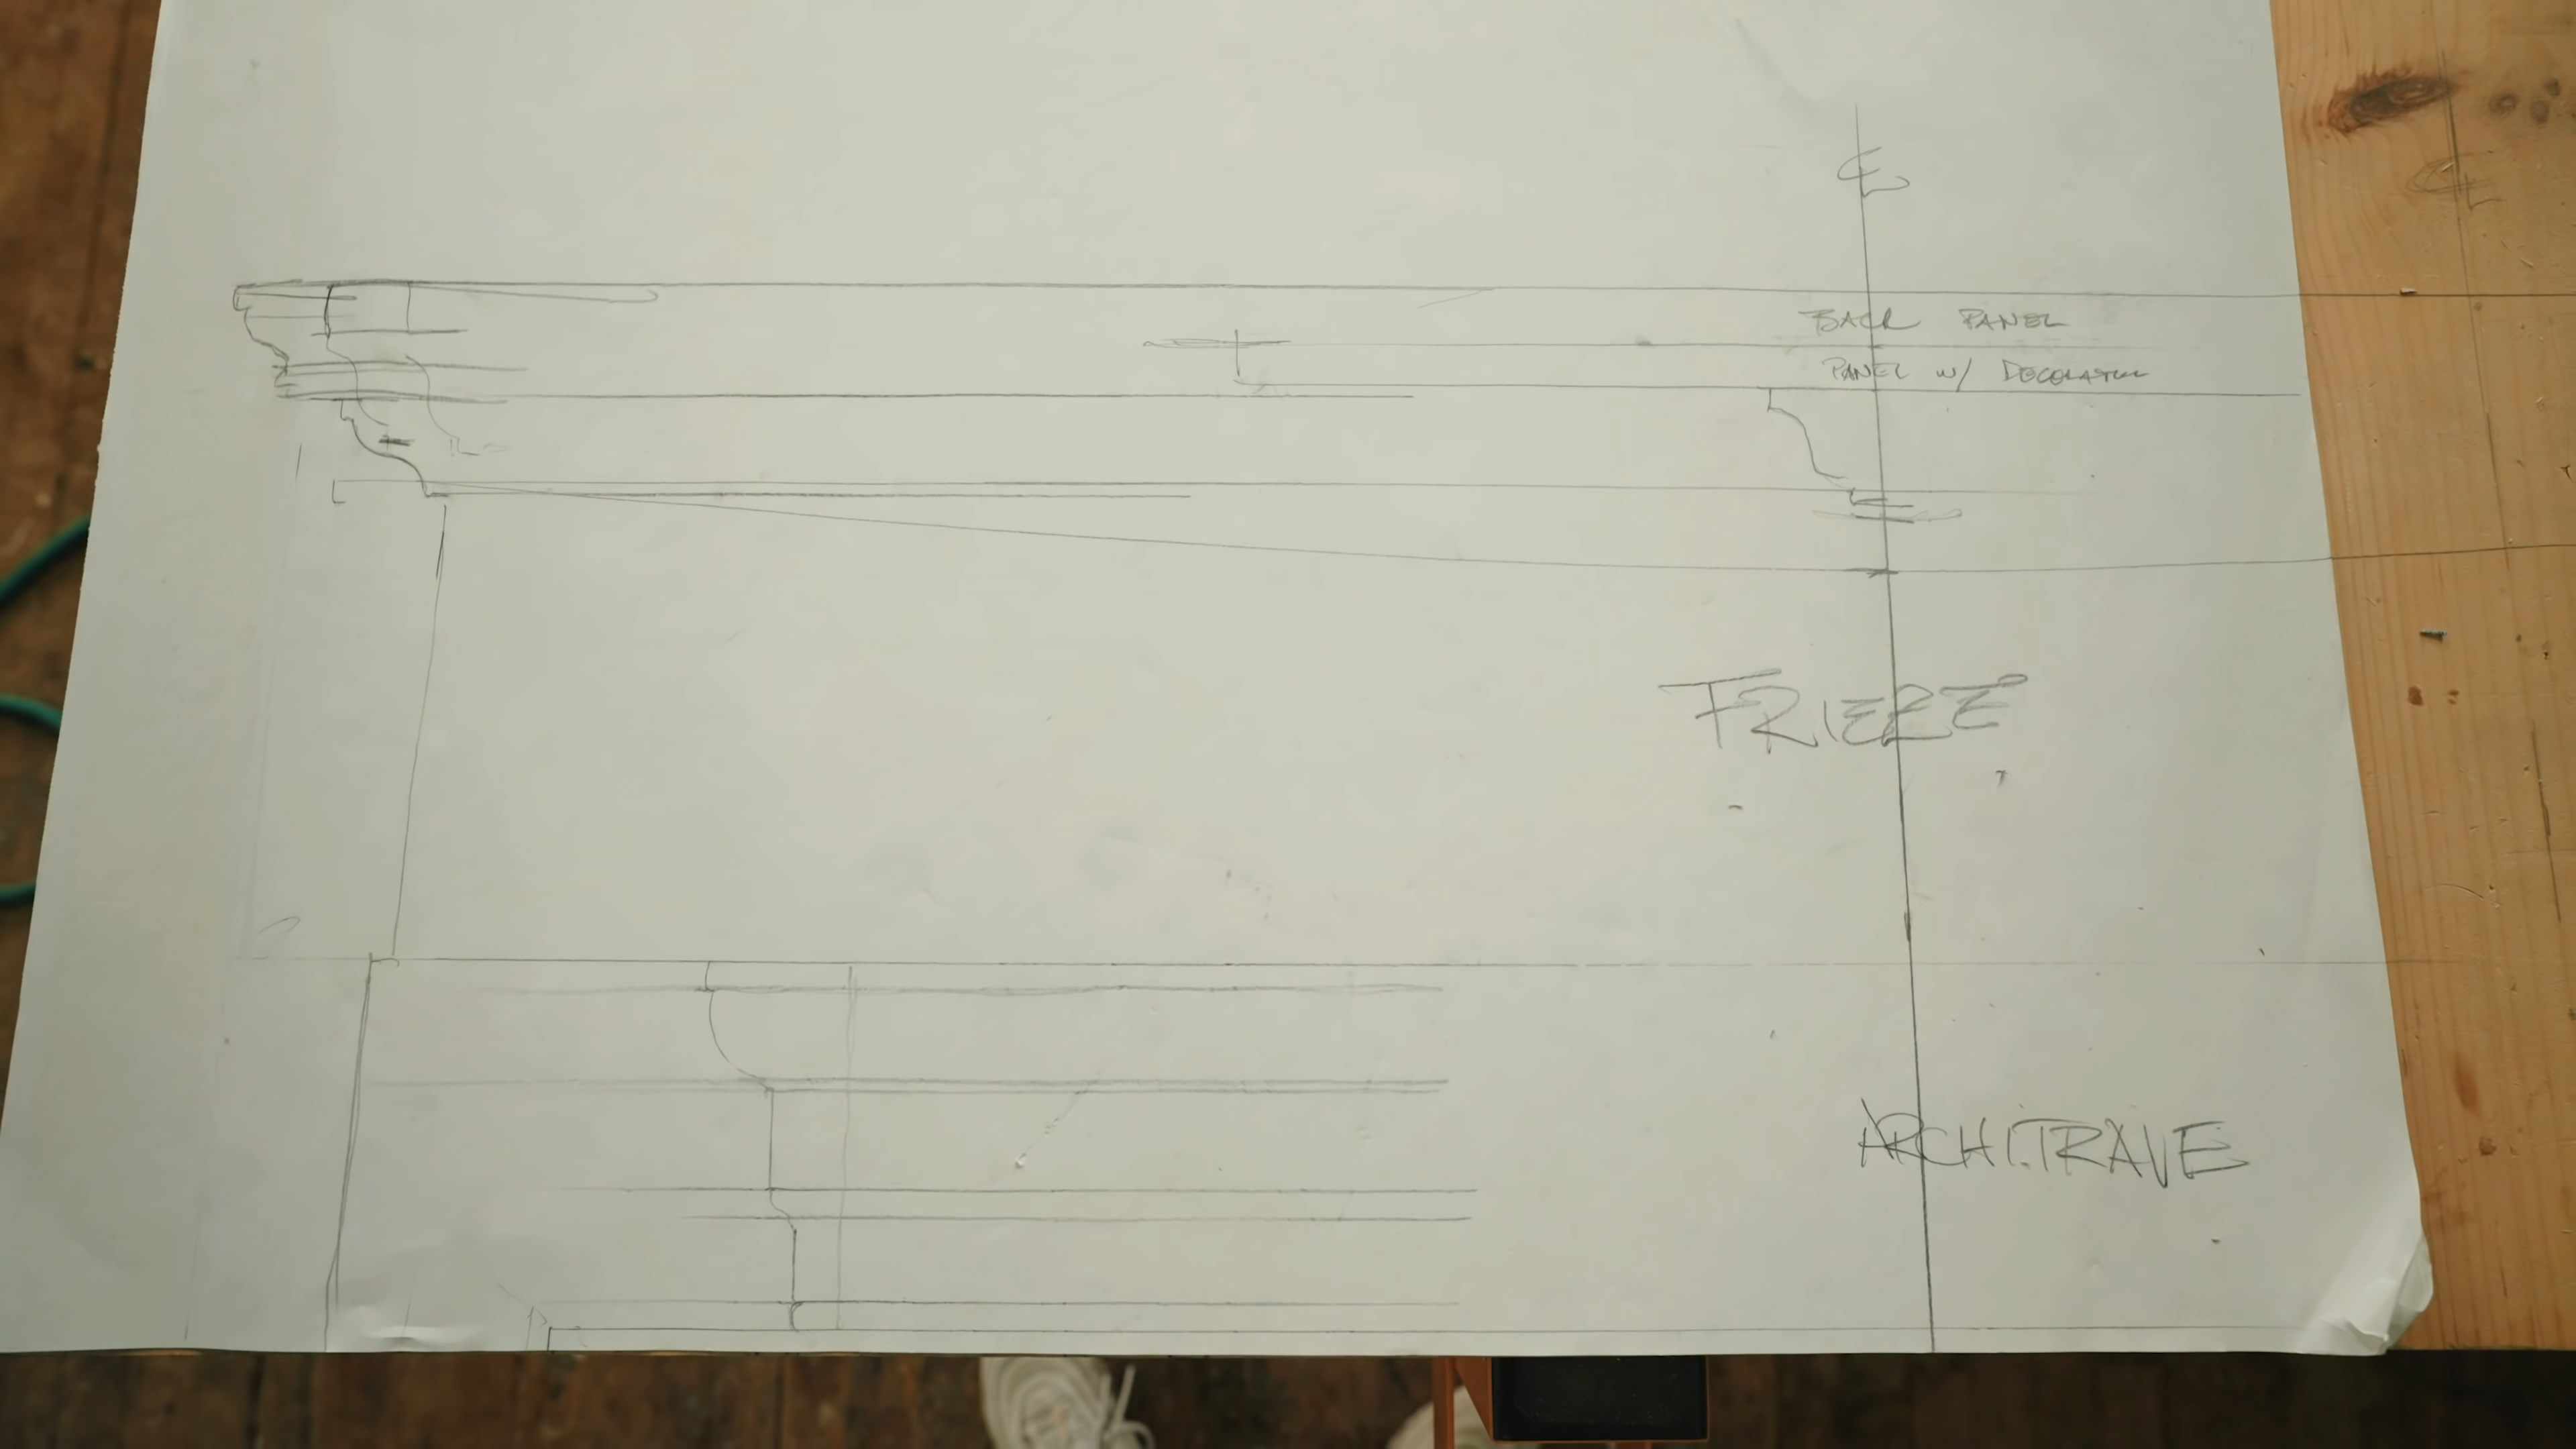 ℄
℄
BACK PANEL
PANEL W/ DECORATION
FRIEZE
ARCHITRAVE